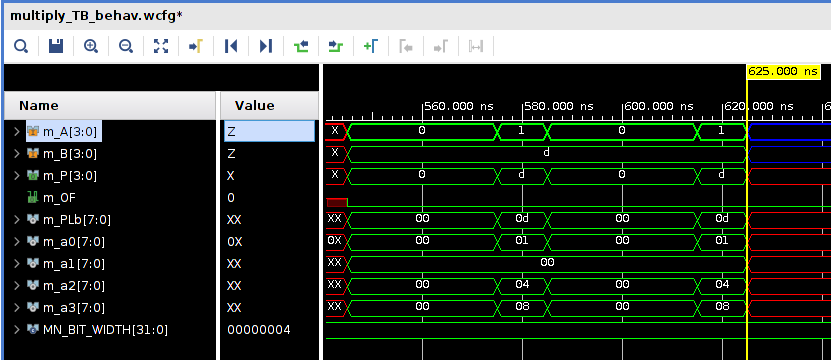 multiply_TB_behav.wcfg*
625.000 ns
Name Value 560.000 ns 580.000 ns 600.000 ns 620.000 ns
m_A[3:0] Z X 0 1 0 1
m_B[3:0] Z X d
m_P[3:0] X X 0 d 0 d
m_OF 0
m_PLb[7:0] XX XX 00 0d 00 0d
m_a0[7:0] 0X 0X 00 01 00 01
m_a1[7:0] XX XX 00
m_a2[7:0] XX XX 00 04 00 04
m_a3[7:0] XX XX 00 08 00 08
MN_BIT_WIDTH[31:0] 00000004